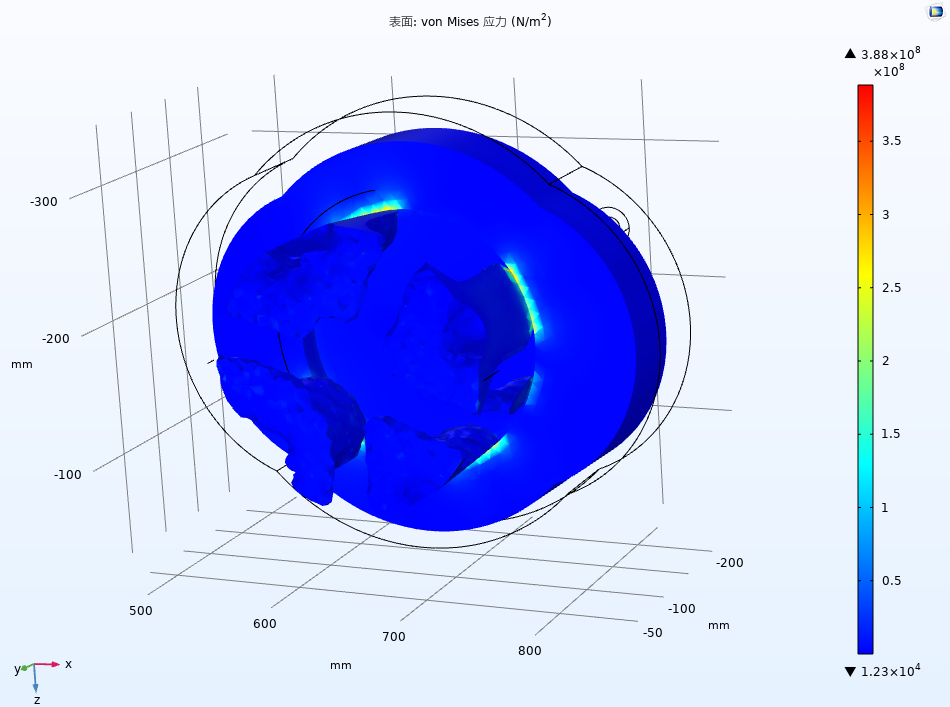 表面: von Mises 应力 (N/m²)
▲ 3.88×10⁸
×10⁸
3.5
3
2.5
2
1.5
1
0.5
▼ 1.23×10⁴
-300
-200
mm
-100
500
600
700
800
mm
-200
-100
-50
mm
y
x
z